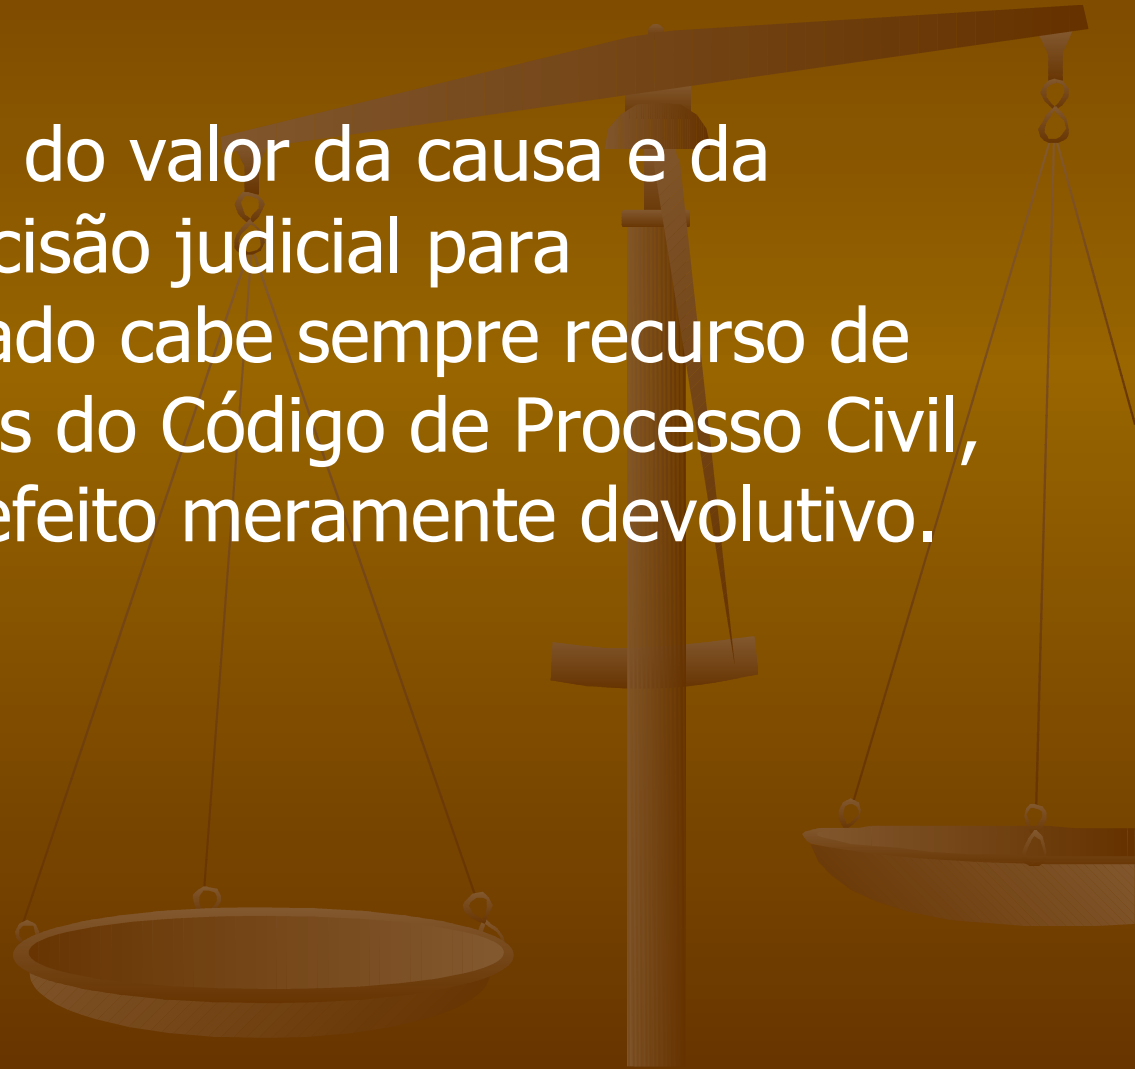 do valor da causa e da
cisão judicial para
ado cabe sempre recurso de
s do Código de Processo Civil,
efeito meramente devolutivo.